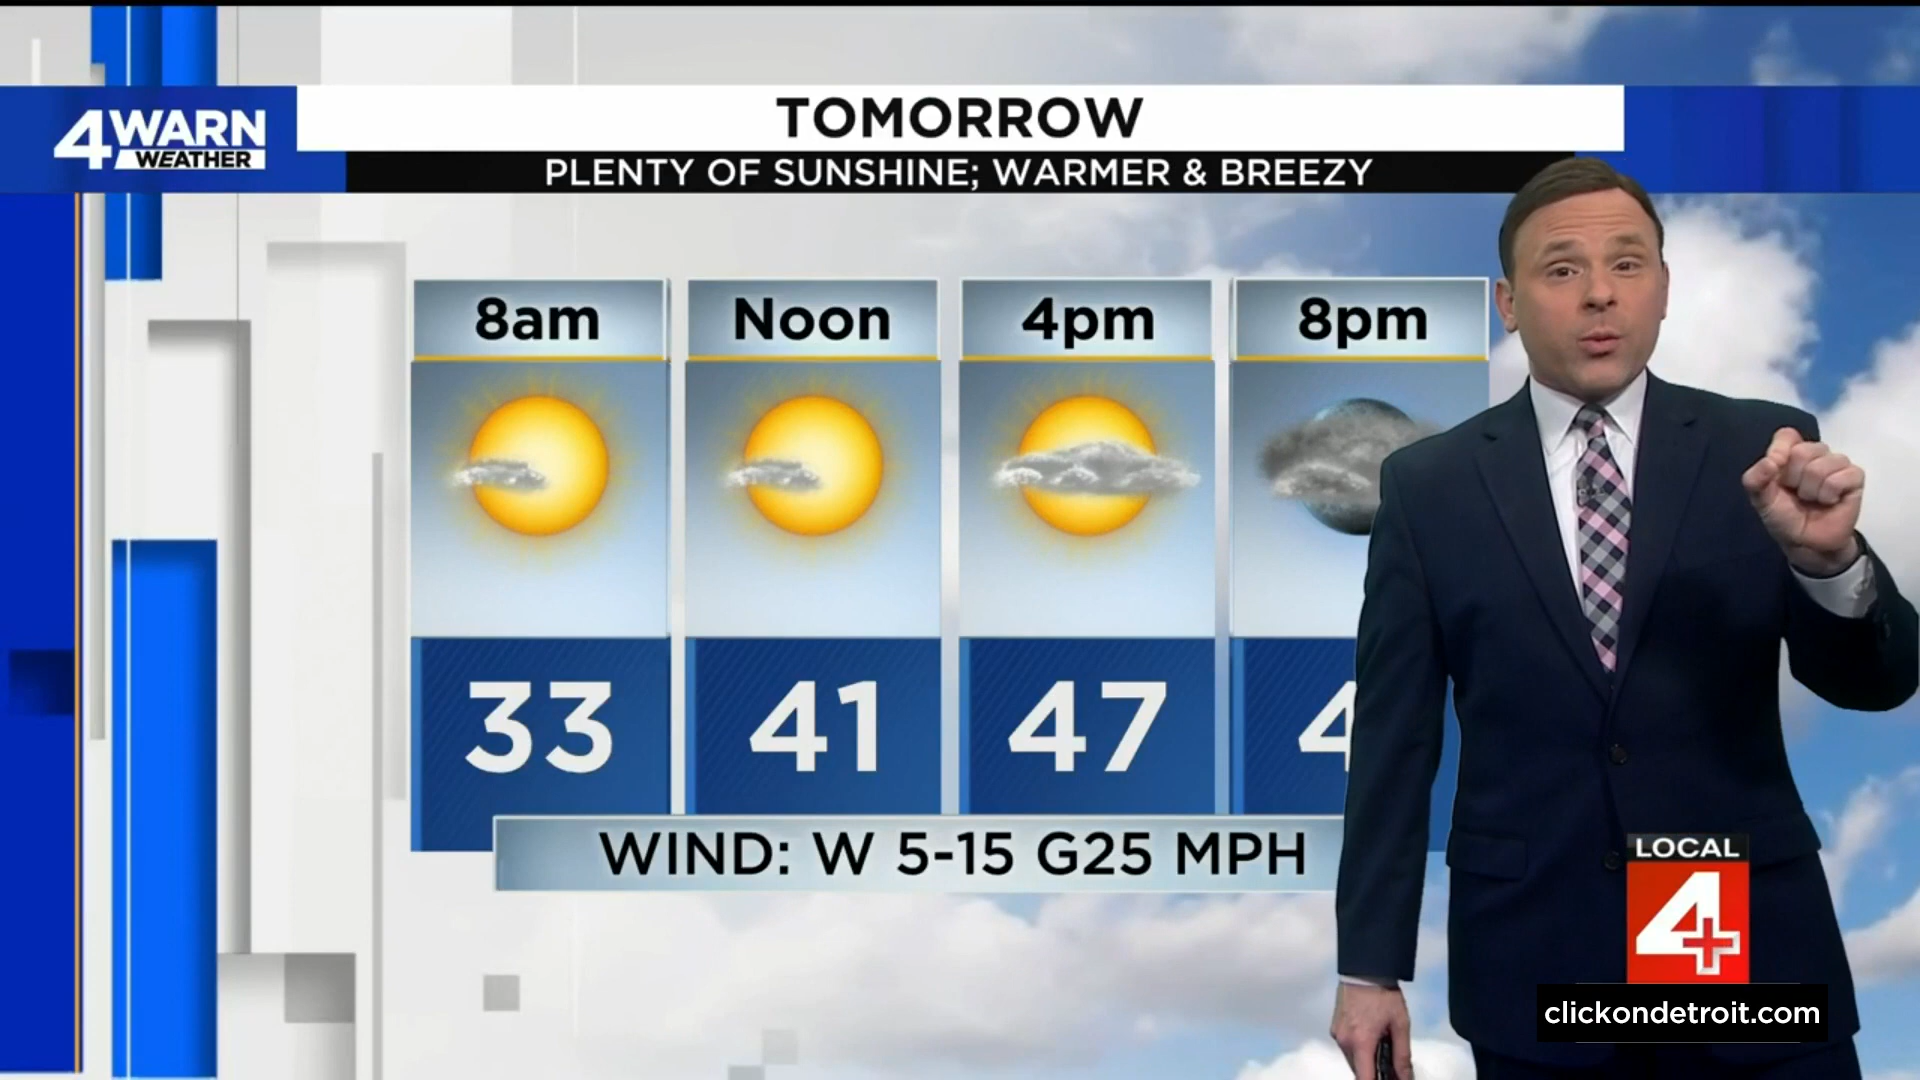 4WARN
WEATHER
TOMORROW
PLENTY OF SUNSHINE; WARMER & BREEZY
8am Noon 4pm 8pm
33 41 47
WIND: W 5-15 G25 MPH
LOCAL
4+
clickondetroit.com